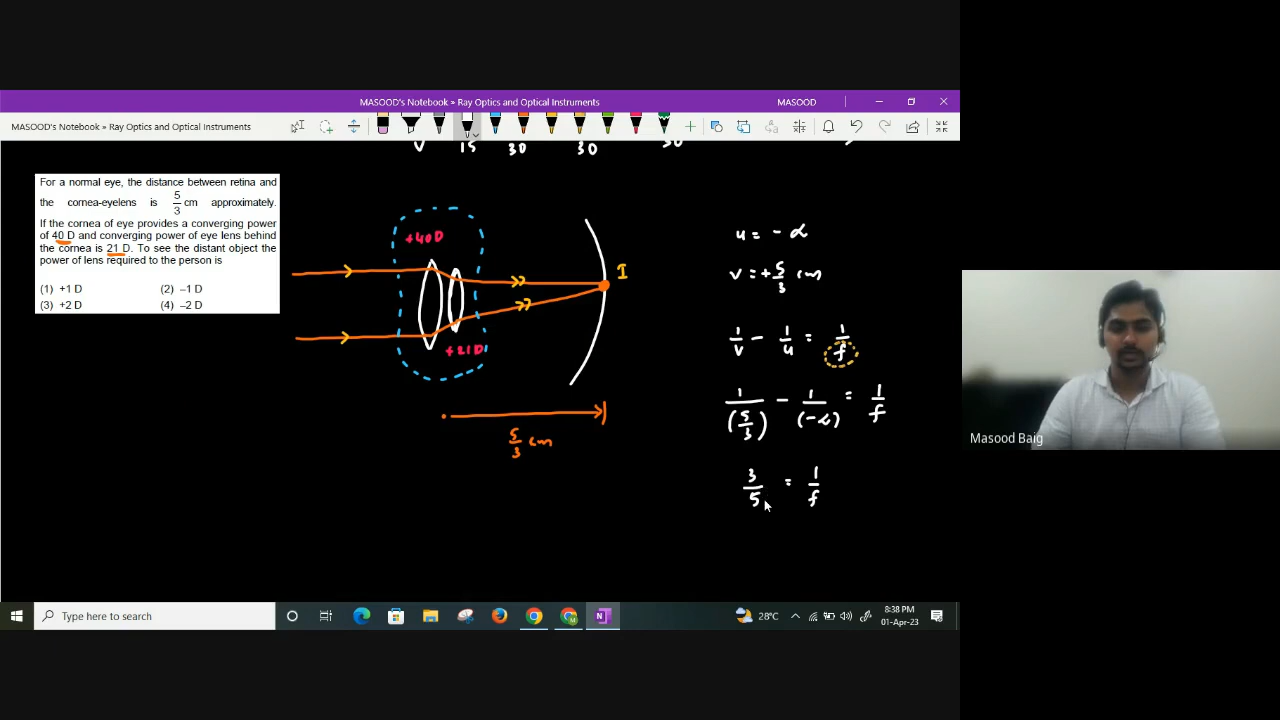 MASOOD's Notebook » Ray Optics and Optical Instruments
MASOOD
MASOOD's Notebook » Ray Optics and Optical Instruments
V 15 30 30 30
For a normal eye, the distance between retina and
the cornea-eyelens is 5/3 cm approximately.
If the cornea of eye provides a converging power
of 40 D and converging power of eye lens behind
the cornea is 21 D. To see the distant object the
power of lens required to the person is
(1) +1 D (2) –1 D
(3) +2 D (4) –2 D
+40D
I
+21D
5/3 cm
u = - α
v = + 5/3 cm
1/v - 1/u = 1/f
1/(5/3) - 1/(-α) = 1/f
3/5 = 1/f
Masood Baig
Type here to search
28°C
8:38 PM
01-Apr-23